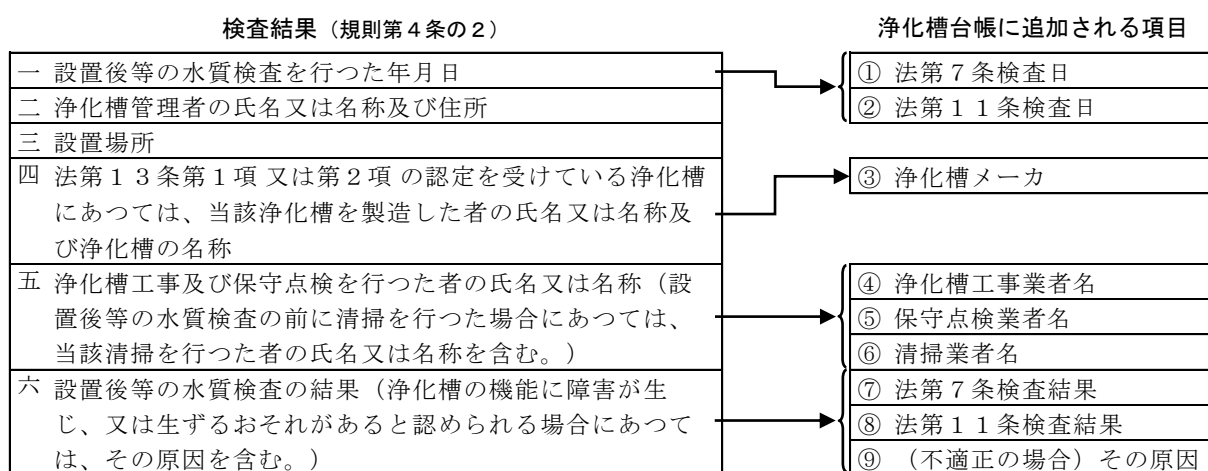 検査結果（規則第４条の２）
一 設置後等の水質検査を行つた年月日
二 浄化槽管理者の氏名又は名称及び住所
三 設置場所
四 法第１３条第１項 又は第２項 の認定を受けている浄化槽
にあつては、当該浄化槽を製造した者の氏名又は名称及
び浄化槽の名称
五 浄化槽工事及び保守点検を行つた者の氏名又は名称（設
置後等の水質検査の前に清掃を行つた場合にあつては、
当該清掃を行つた者の氏名又は名称を含む。）
六 設置後等の水質検査の結果（浄化槽の機能に障害が生
じ、又は生ずるおそれがあると認められる場合にあつて
は、その原因を含む。）
浄化槽台帳に追加される項目
① 法第７条検査日
② 法第１１条検査日
③ 浄化槽メーカ
④ 浄化槽工事業者名
⑤ 保守点検業者名
⑥ 清掃業者名
⑦ 法第７条検査結果
⑧ 法第１１条検査結果
⑨ （不適正の場合）その原因